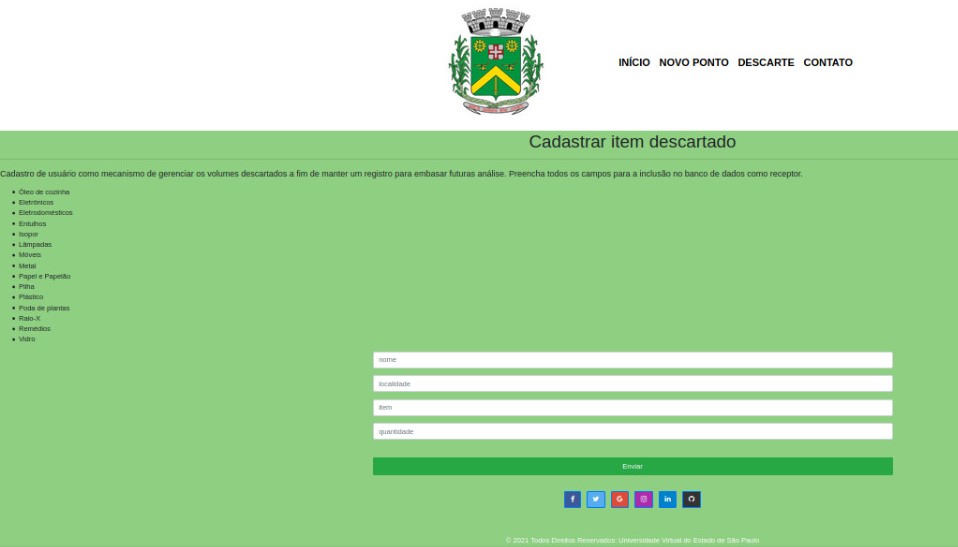 INÍCIO NOVO PONTO DESCARTE CONTATO
Cadastrar item descartado
Cadastro de usuário como mecanismo de gerenciar os volumes descartados a fim de manter um registro para embasar futuras análise. Preencha todos os campos para a inclusão no banco de dados como receptor.
Óleo de cozinha
Eletrônicos
Eletrodomésticos
Entulhos
Isopor
Lâmpadas
Móveis
Metal
Papel e Papelão
Pilha
Plástico
Poda de plantas
Raio-X
Remédios
Vidro
nome
localidade
item
quantidade
Enviar
© 2021 Todos Direitos Reservados: Universidade Virtual do Estado de São Paulo